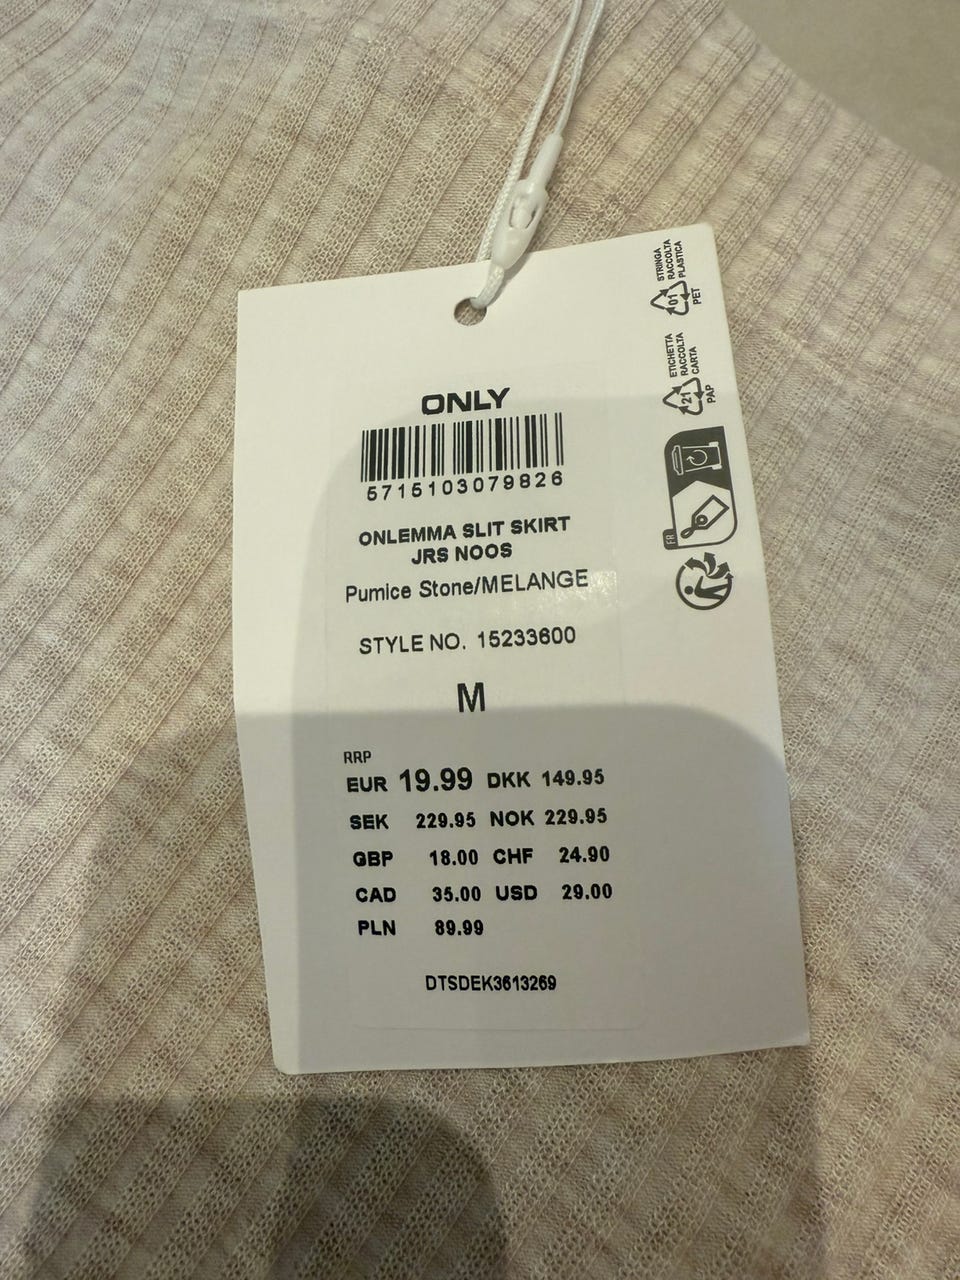 STRINGA
RACCOLTA
PLASTICA
01
PET
ETICHETTA
RACCOLTA
CARTA
21
PAP
FR
ONLY
5715103079826
ONLEMMA SLIT SKIRT
JRS NOOS
Pumice Stone/MELANGE
STYLE NO. 15233600
M
RRP
EUR 19.99 DKK 149.95
SEK 229.95 NOK 229.95
GBP 18.00 CHF 24.90
CAD 35.00 USD 29.00
PLN 89.99
DTSDEK3613269